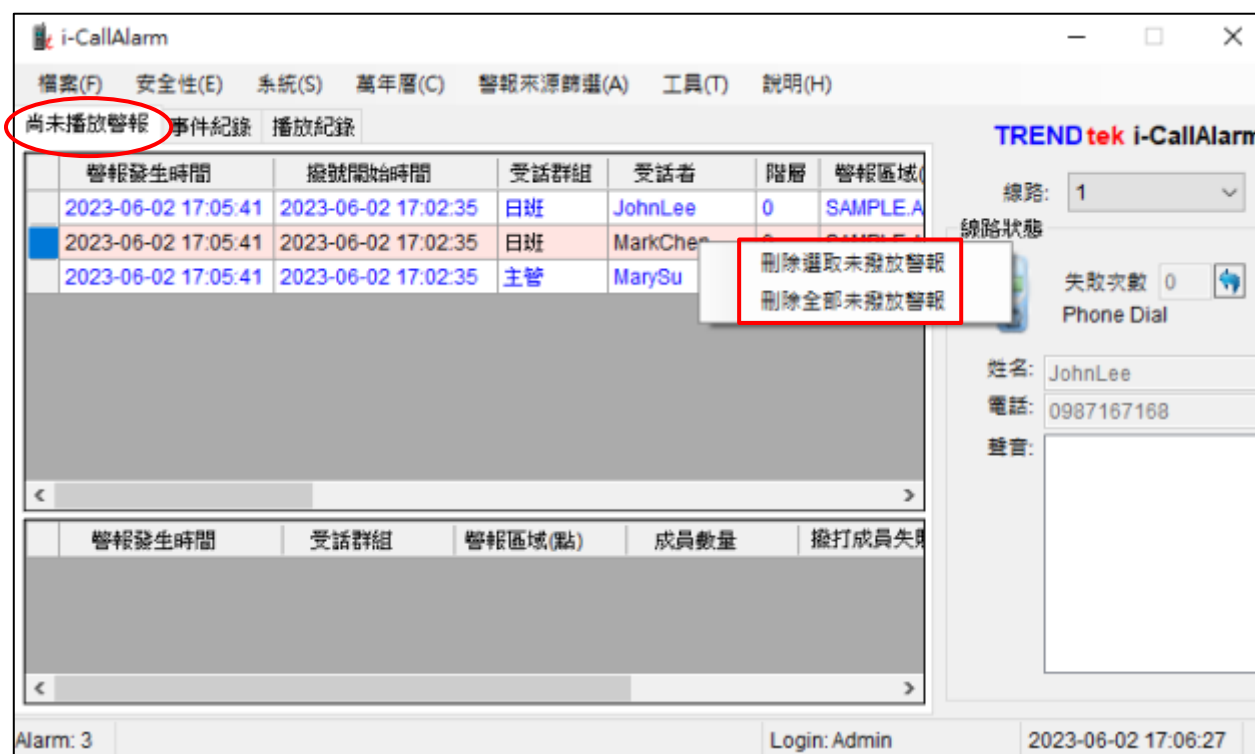 i-CallAlarm
檔案(F) 安全性(E) 系統(S) 萬年曆(C) 警報來源篩選(A) 工具(T) 說明(H)
尚未播放警報 事件紀錄 播放紀錄
TRENDtek i-CallAlarm
警報發生時間 撥號開始時間 受話群組 受話者 階層 警報區域(
2023-06-02 17:05:41 2023-06-02 17:02:35 日班 JohnLee 0 SAMPLE.A
2023-06-02 17:05:41 2023-06-02 17:02:35 日班 MarkChen
2023-06-02 17:05:41 2023-06-02 17:02:35 主管 MarySu
刪除選取未撥放警報
刪除全部未撥放警報
線路: 1
線路狀態
失敗次數 0
Phone Dial
姓名: JohnLee
電話: 0987167168
聲音:
警報發生時間 受話群組 警報區域(點) 成員數量 撥打成員失敗
Alarm: 3 Login: Admin 2023-06-02 17:06:27